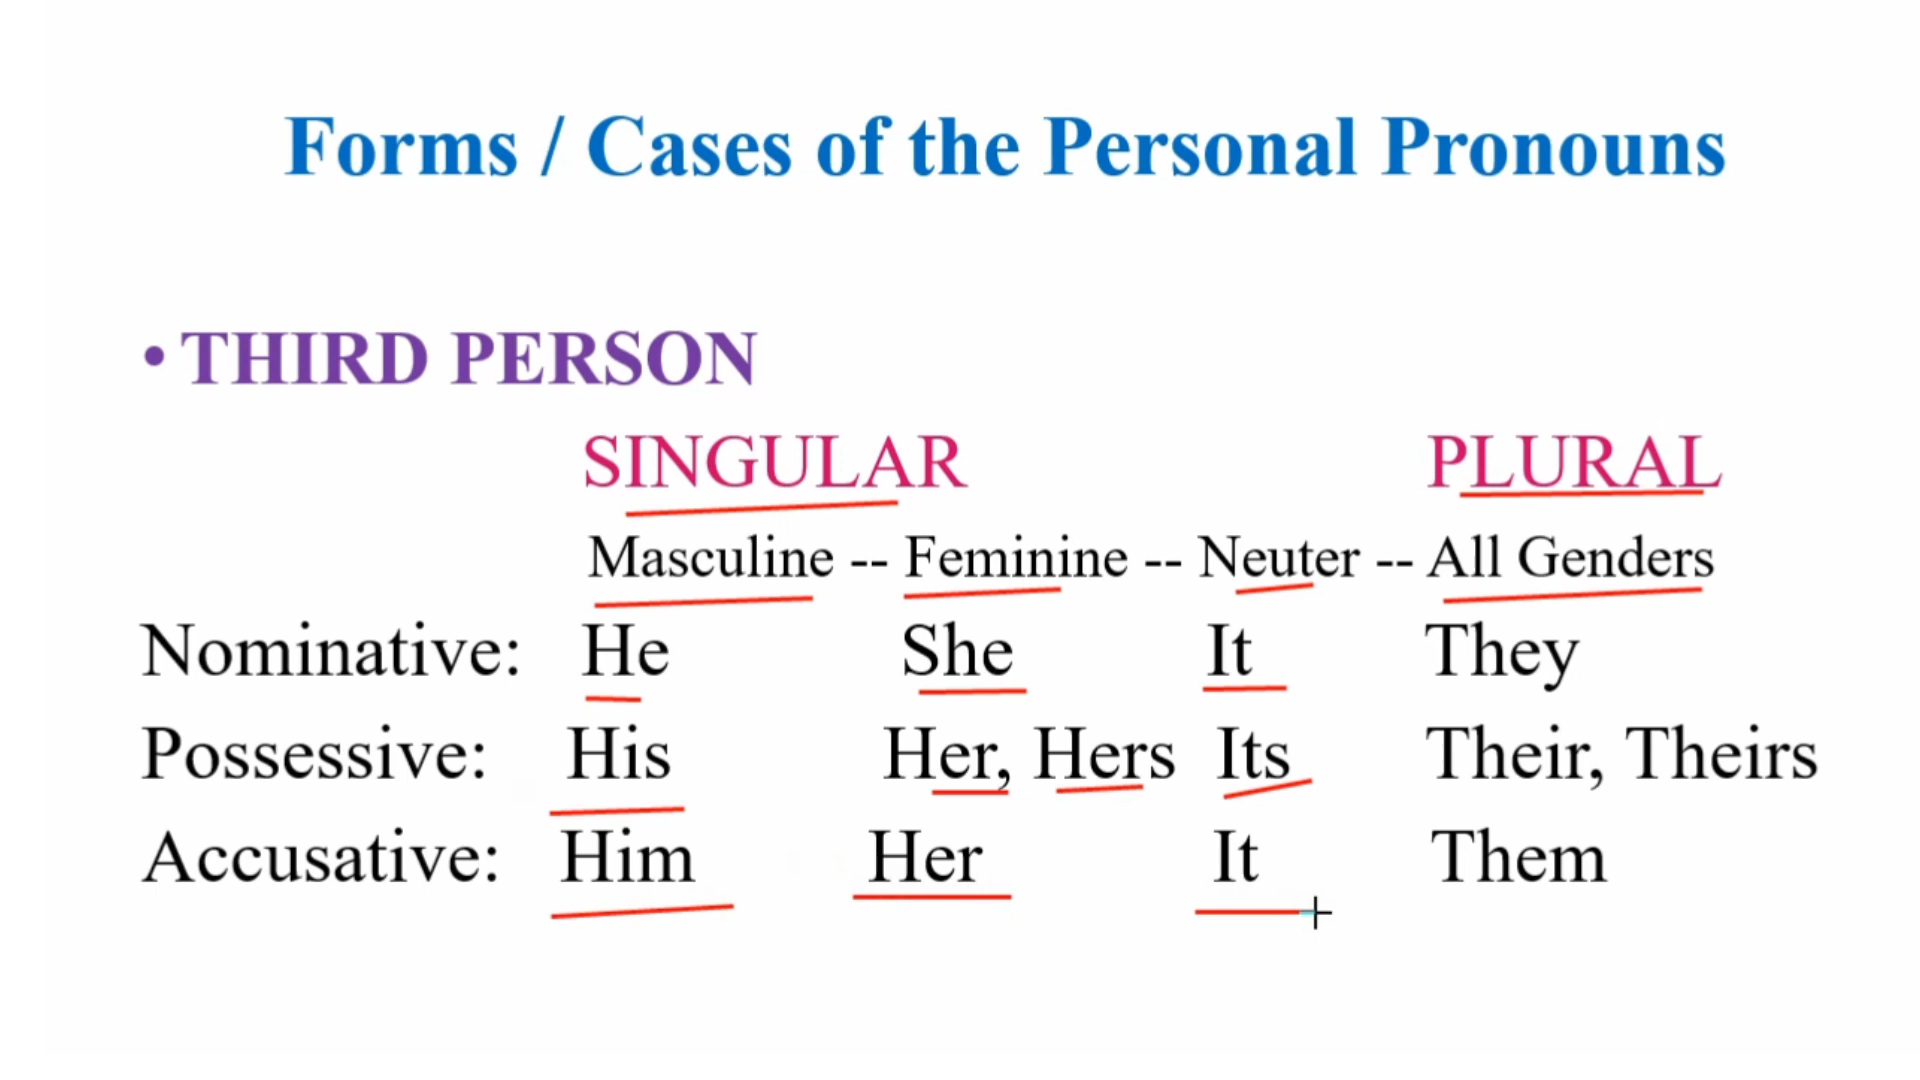 Forms / Cases of the Personal Pronouns
• THIRD PERSON
SINGULAR PLURAL
Masculine -- Feminine -- Neuter -- All Genders
Nominative: He She It They
Possessive: His Her, Hers Its Their, Theirs
Accusative: Him Her It Them